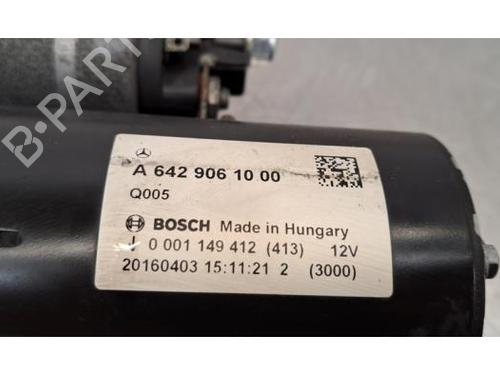 A 642 906 10 00
Q005
BOSCH Made in Hungary
0 001 149 412 (413) 12V
20160403 15:11:21 2 (3000)
B-PARTS